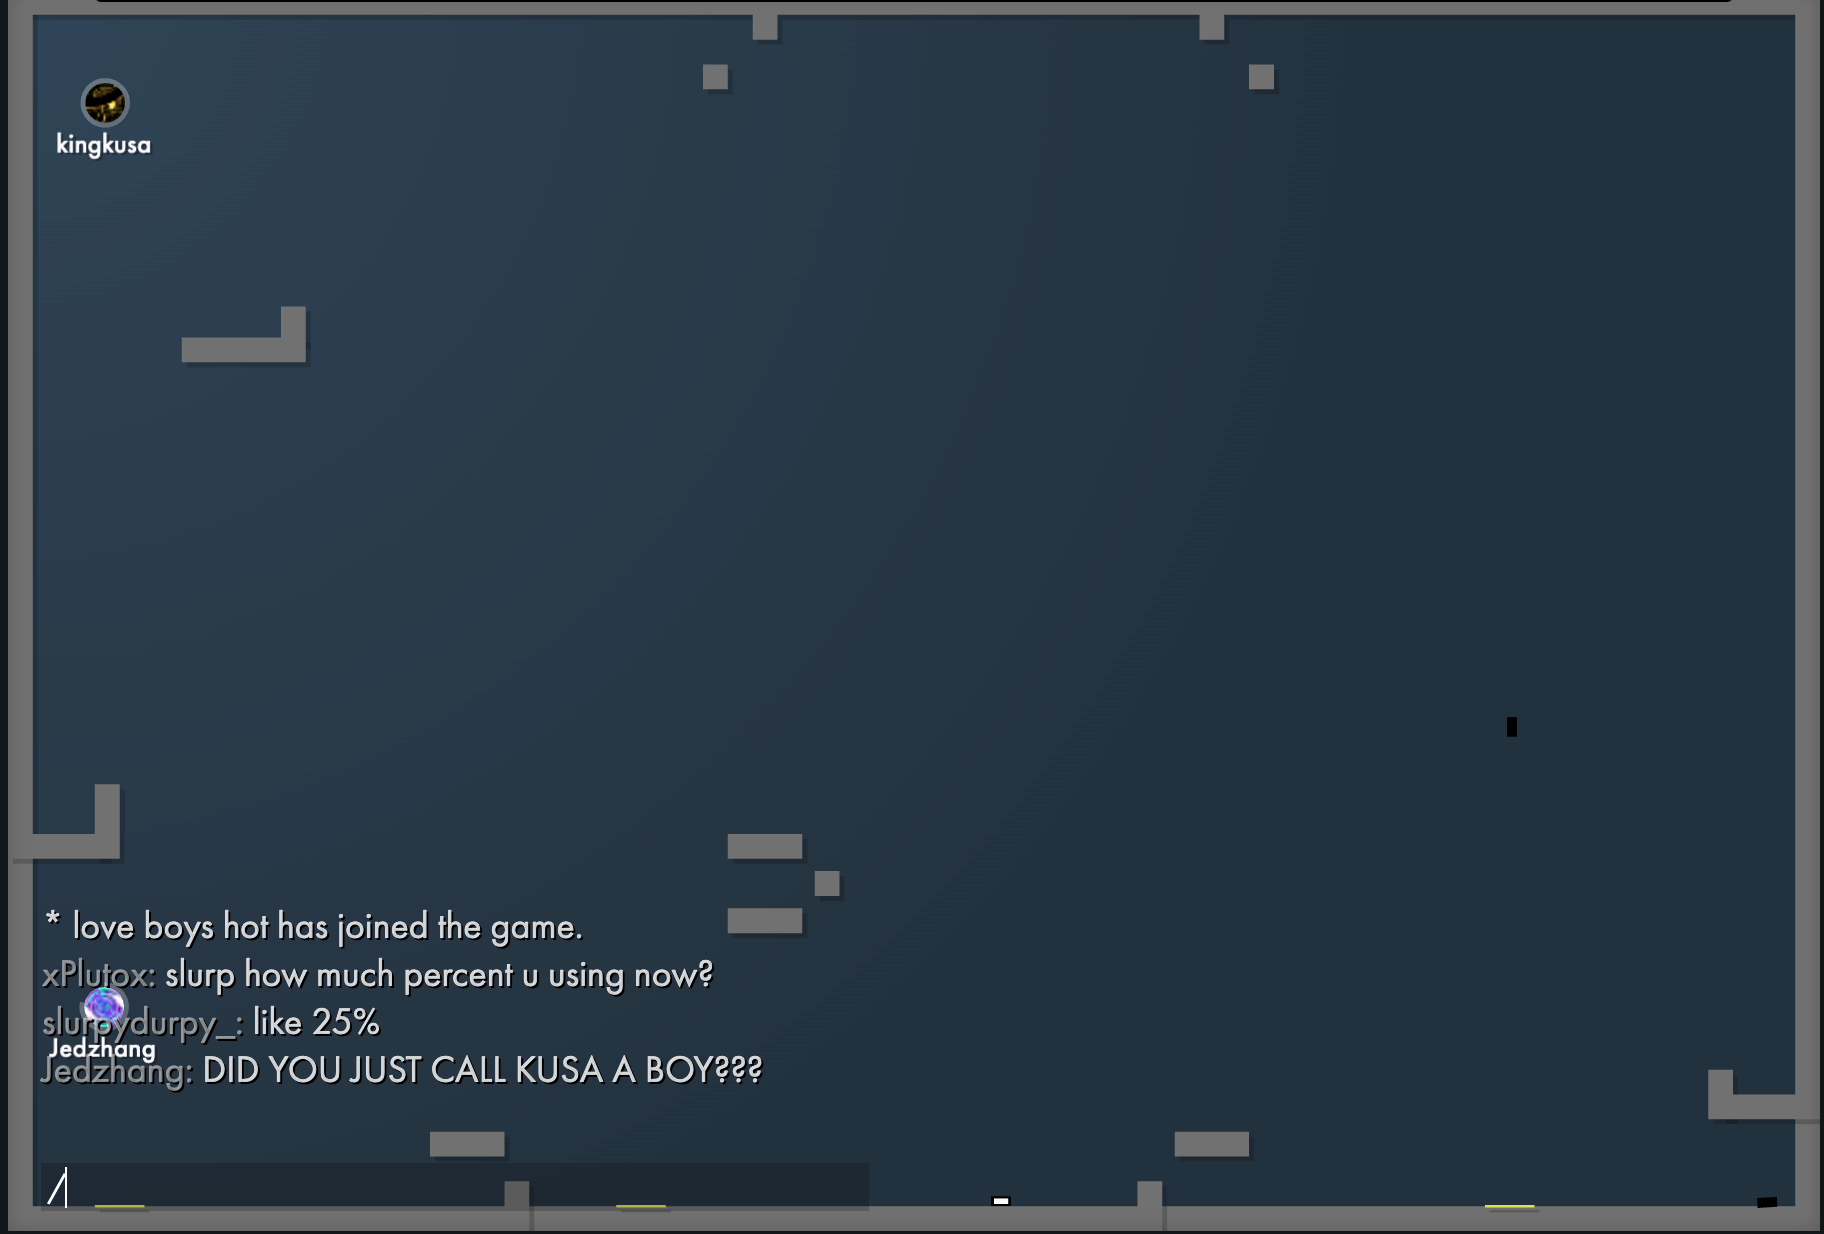 kingkusa
* love boys hot has joined the game.
xPlutox: slurp how much percent u using now?
slurpydurpy_: like 25%
Jedzhang
Jedzhang: DID YOU JUST CALL KUSA A BOY???
/